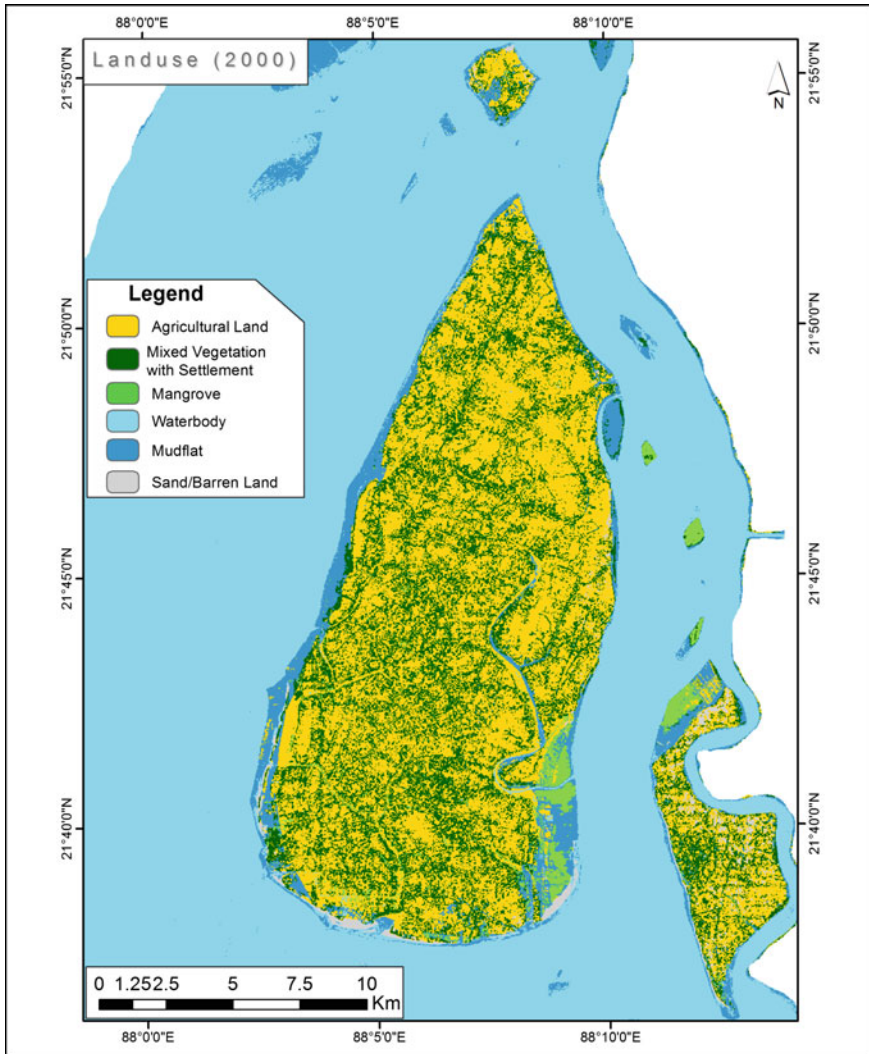 88°0'0"E 88°5'0"E 88°10'0"E
Landuse (2000)
21°55'0"N
21°55'0"N
N
Legend
Agricultural Land
Mixed Vegetation
with Settlement
Mangrove
Waterbody
Mudflat
Sand/Barren Land
21°50'0"N
21°50'0"N
21°45'0"N
21°45'0"N
21°40'0"N
21°40'0"N
0 1.25 2.5 5 7.5 10
Km
88°0'0"E 88°5'0"E 88°10'0"E